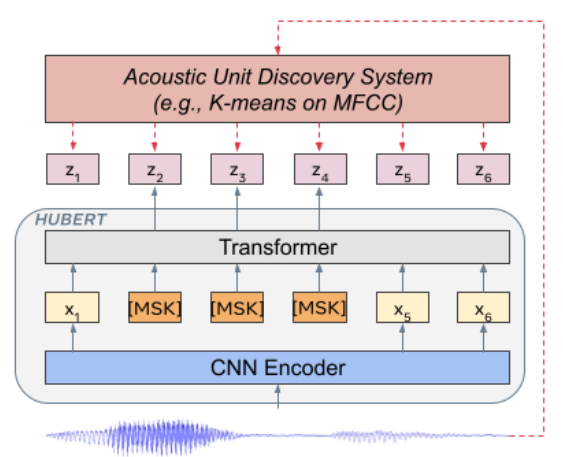 Acoustic Unit Discovery System
(e.g., K-means on MFCC)
z1 z2 z3 z4 z5 z6
HUBERT
Transformer
x1 [MSK] [MSK] [MSK] x5 x6
CNN Encoder